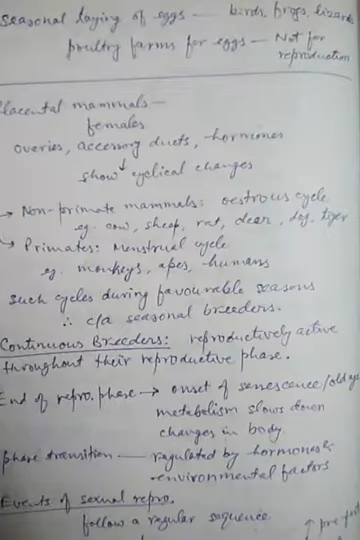 seasonal laying of eggs — birds, frogs, lizards
poultry farms for eggs — Not for
reproduction
Placental mammals —
females
overies, accessory ducts, hormones
↓
show cyclical changes
→ Non-primate mammals: oestrous cycle
eg. cow, sheep, rat, dear, dog, tiger
→ Primates: Menstrual cycle
eg. monkeys, apes, humans
such cycles during favourable seasons
∴ c/a seasonal breeders.
Continuous Breeders: reproductively active
throughout their reproductive phase.
End of repro. phase → onset of senescence/old age
metabolism slows down
changes in body
phase transition — regulated by hormones &
environmental factors
Events of sexual repro.
follow a regular sequence